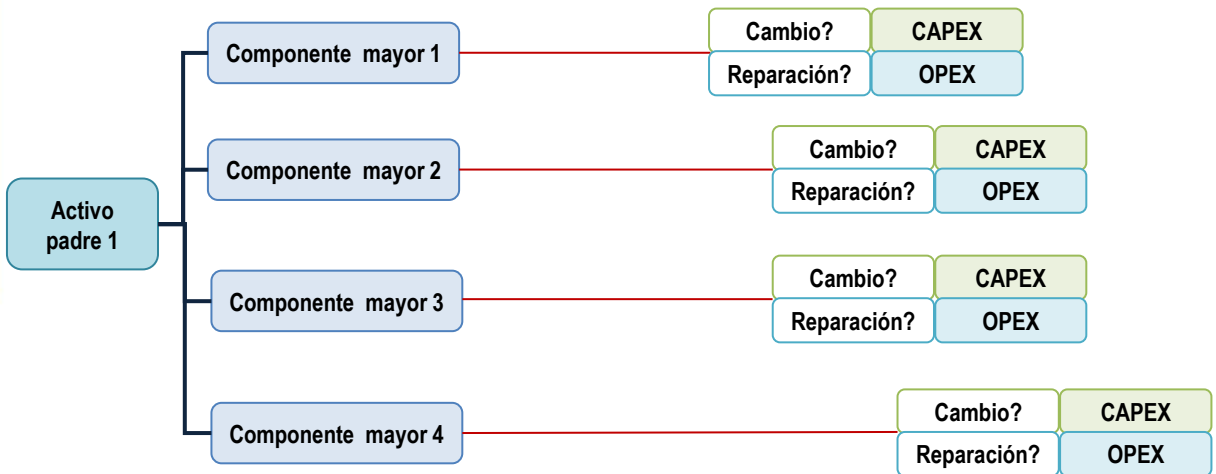 Componente mayor 1
Cambio? CAPEX
Reparación? OPEX
Componente mayor 2
Cambio? CAPEX
Reparación? OPEX
Activo
padre 1
Componente mayor 3
Cambio? CAPEX
Reparación? OPEX
Componente mayor 4
Cambio? CAPEX
Reparación? OPEX